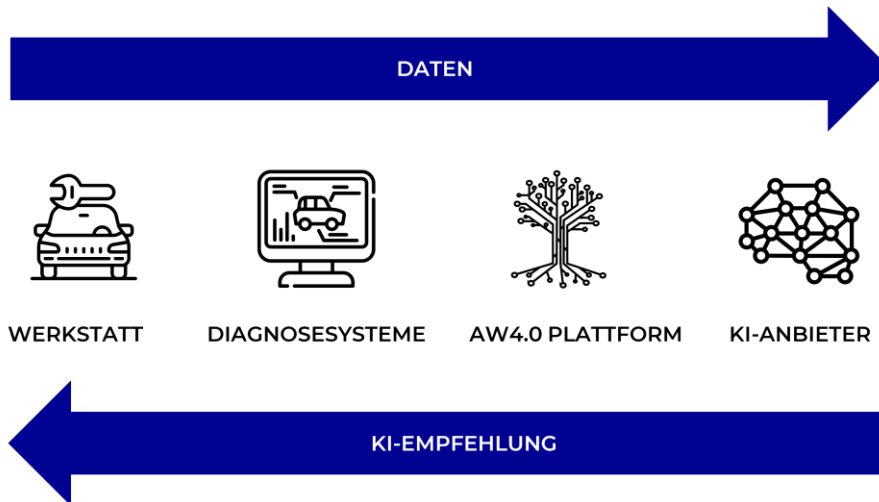 DATEN
WERKSTATT
DIAGNOSESYSTEME
AW4.0 PLATTFORM
KI-ANBIETER
KI-EMPFEHLUNG